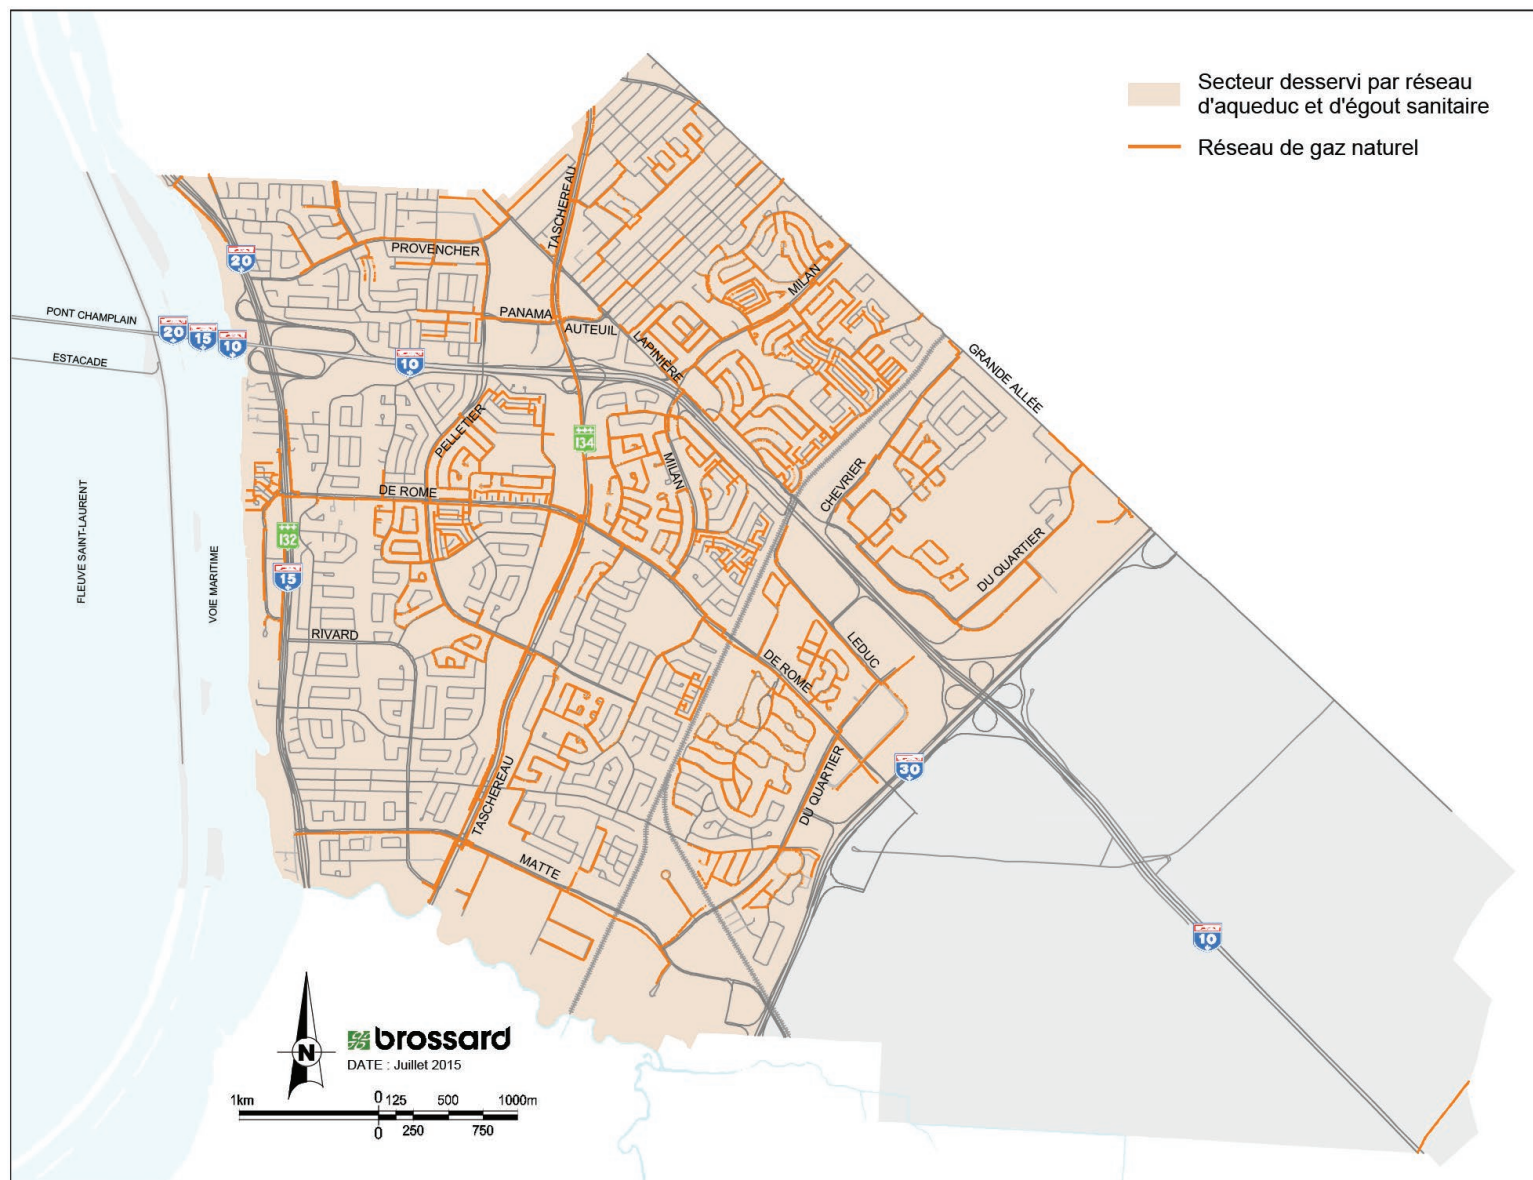 Secteur desservi par réseau
d'aqueduc et d'égout sanitaire
Réseau de gaz naturel
TASCHEREAU
PROVENCHER
20
MILAN
PONT CHAMPLAIN
20
15
10
PANAMA
AUTEUIL
LAPINIÈRE
ESTACADE
10
GRANDE ALLÉE
PELLETIER
134
MILAN
CHEVRIER
DE ROME
FLEUVE SAINT-LAURENT
VOIE MARITIME
132
15
DU QUARTIER
RIVARD
LEDUC
DE ROME
30
DU QUARTIER
TASCHEREAU
MATTE
10
N
brossard
DATE : Juillet 2015
1km
0
125
500
1000m
0
250
750